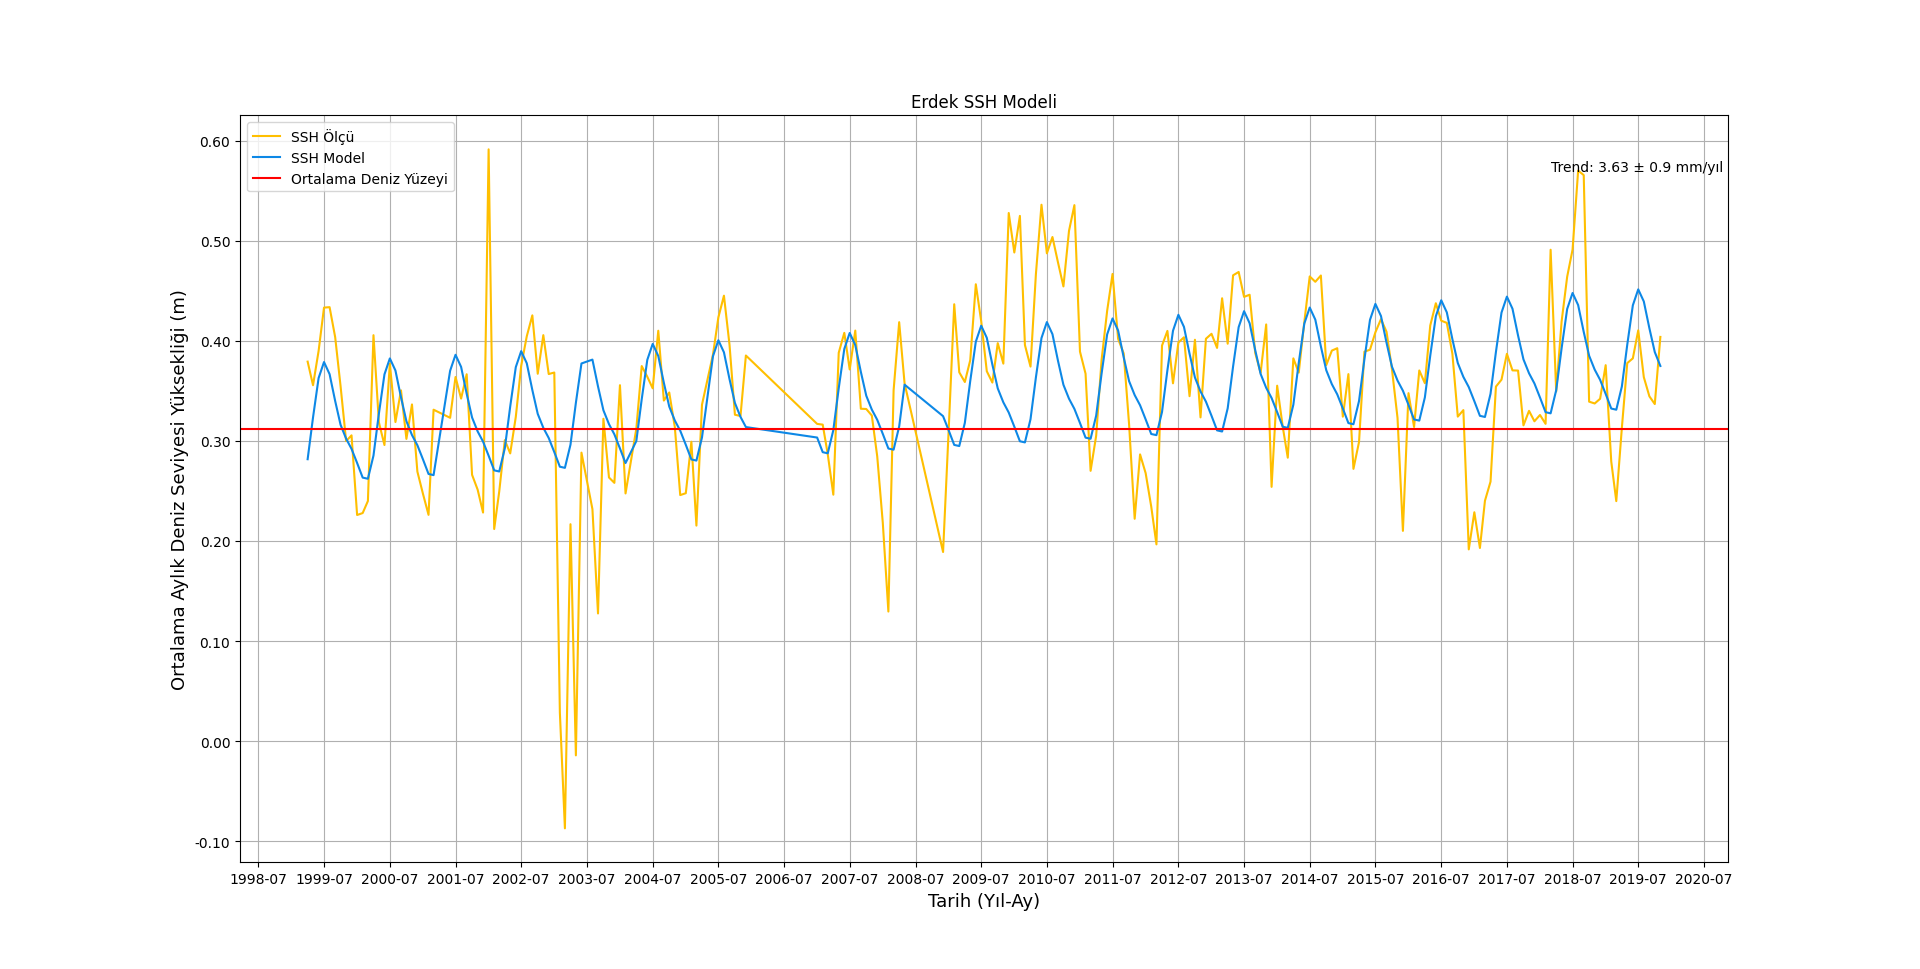 Erdek SSH Modeli
SSH Ölçü
SSH Model
Ortalama Deniz Yüzeyi
Trend: 3.63 ± 0.9 mm/yıl
Ortalama Aylık Deniz Seviyesi Yüksekliği (m)
0.60
0.50
0.40
0.30
0.20
0.10
0.00
-0.10
1998-07 1999-07 2000-07 2001-07 2002-07 2003-07 2004-07 2005-07 2006-07 2007-07 2008-07 2009-07 2010-07 2011-07 2012-07 2013-07 2014-07 2015-07 2016-07 2017-07 2018-07 2019-07 2020-07
Tarih (Yıl-Ay)